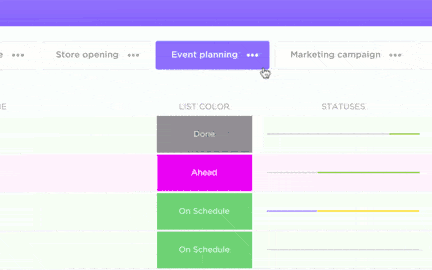 Store opening ••• Event planning ••• Marketing campaign •••
LIST COLOR STATUSES
Done
Ahead
On Schedule
On Schedule